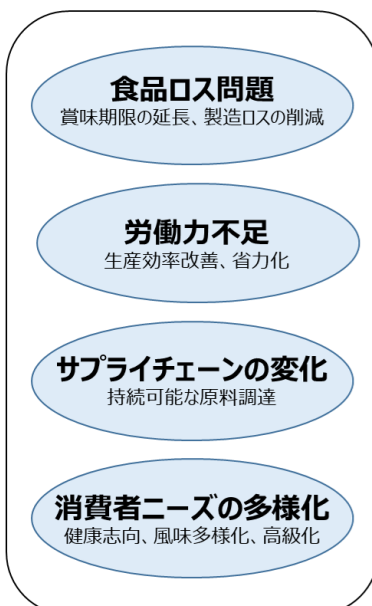 食品ロス問題
賞味期限の延長、製造ロスの削減
労働力不足
生産効率改善、省力化
サプライチェーンの変化
持続可能な原料調達
消費者ニーズの多様化
健康志向、風味多様化、高級化